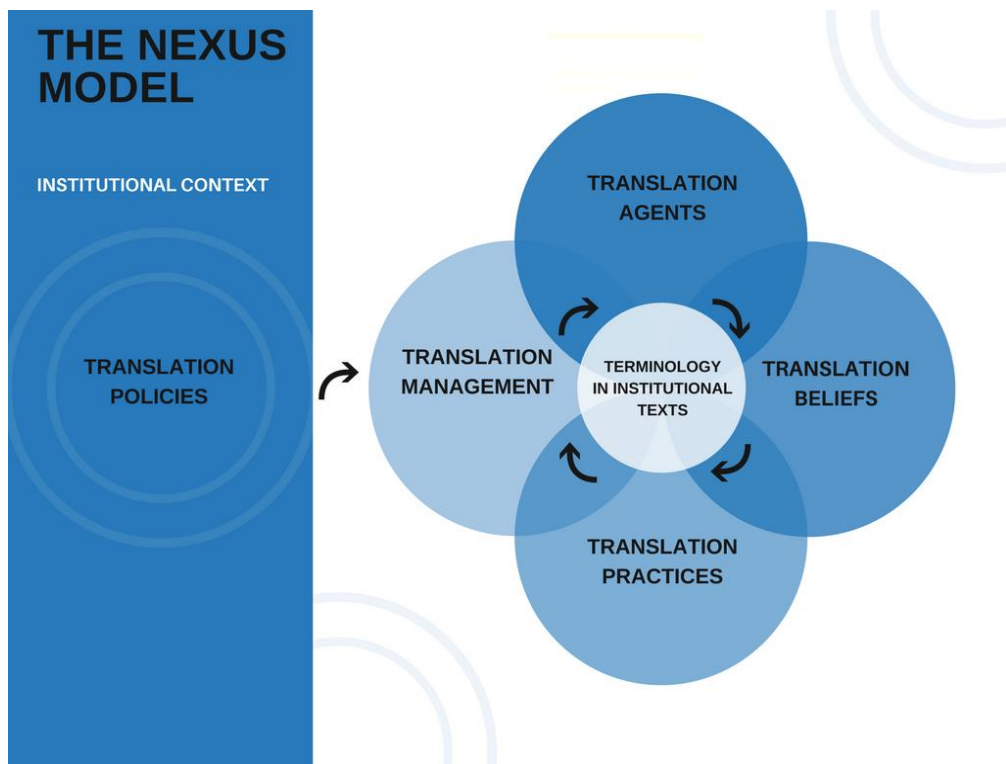 THE NEXUS
MODEL
INSTITUTIONAL CONTEXT
TRANSLATION
POLICIES
TRANSLATION
AGENTS
TRANSLATION
MANAGEMENT
TERMINOLOGY
IN INSTITUTIONAL
TEXTS
TRANSLATION
BELIEFS
TRANSLATION
PRACTICES